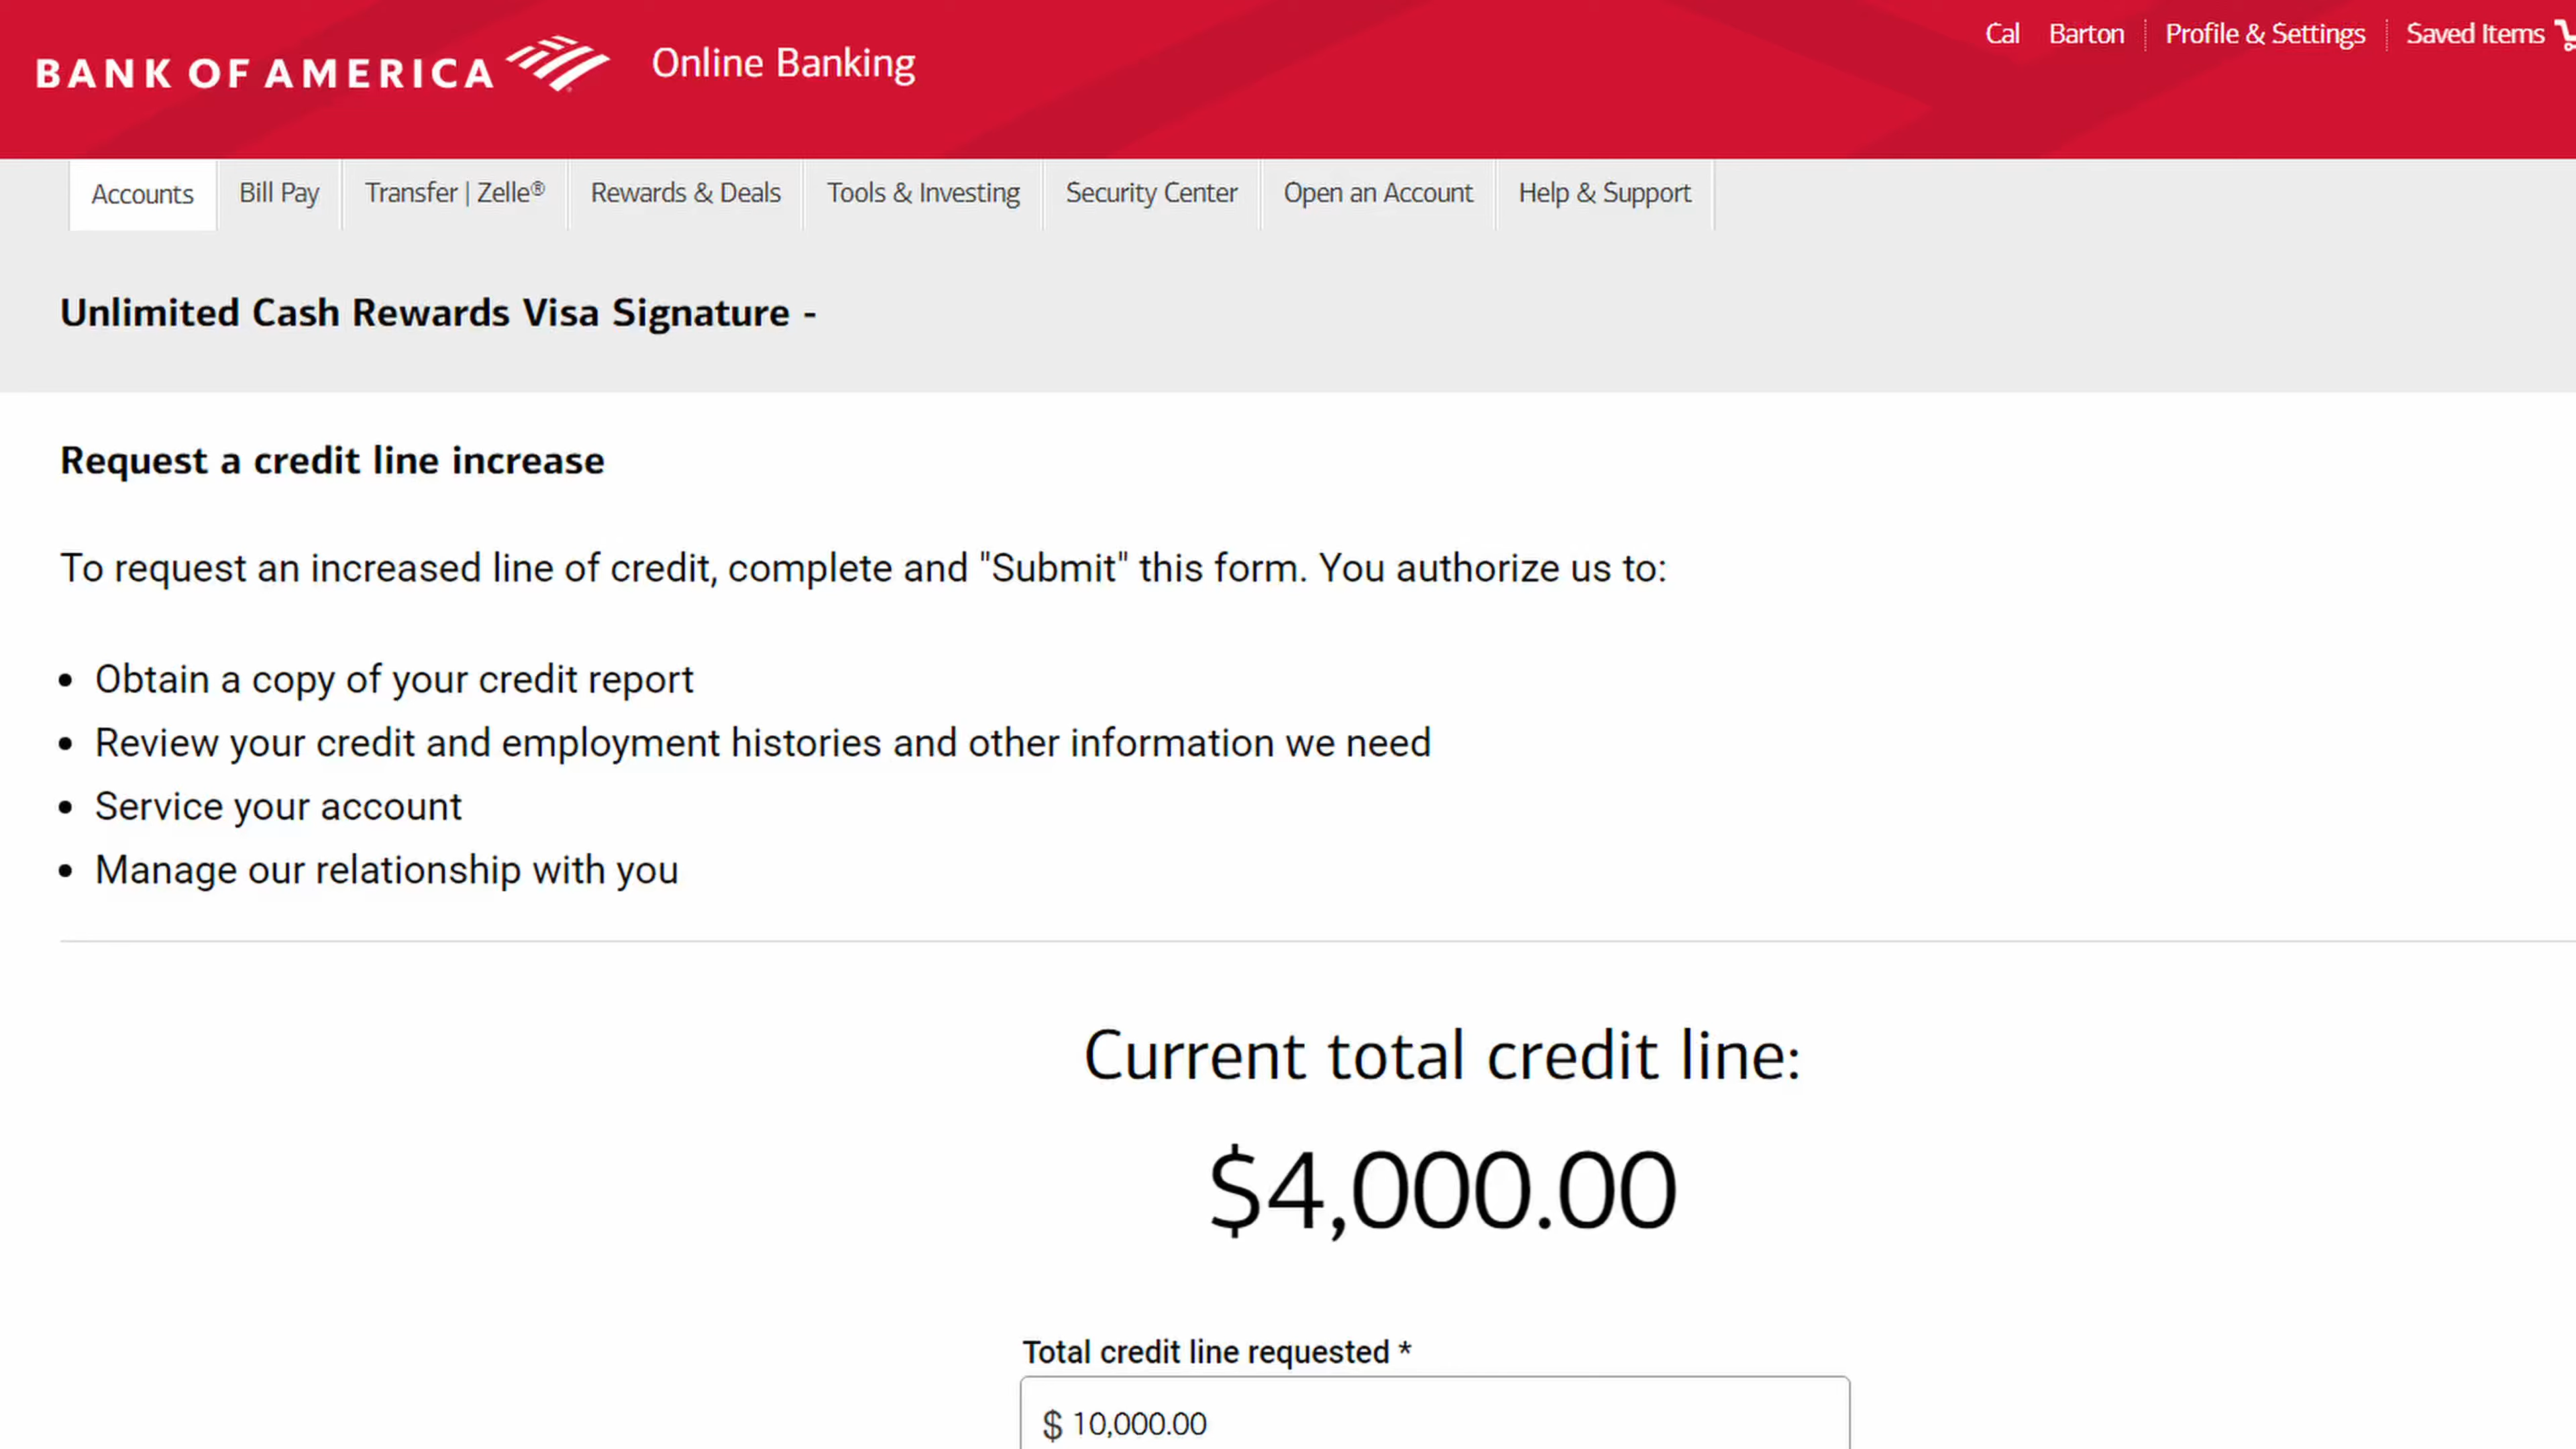 BANK OF AMERICA Online Banking
Cal Barton Profile & Settings Saved Items
Accounts Bill Pay Transfer | Zelle® Rewards & Deals Tools & Investing Security Center Open an Account Help & Support
Unlimited Cash Rewards Visa Signature -
Request a credit line increase
To request an increased line of credit, complete and "Submit" this form. You authorize us to:
• Obtain a copy of your credit report
• Review your credit and employment histories and other information we need
• Service your account
• Manage our relationship with you
Current total credit line:
$4,000.00
Total credit line requested *
$ 10,000.00